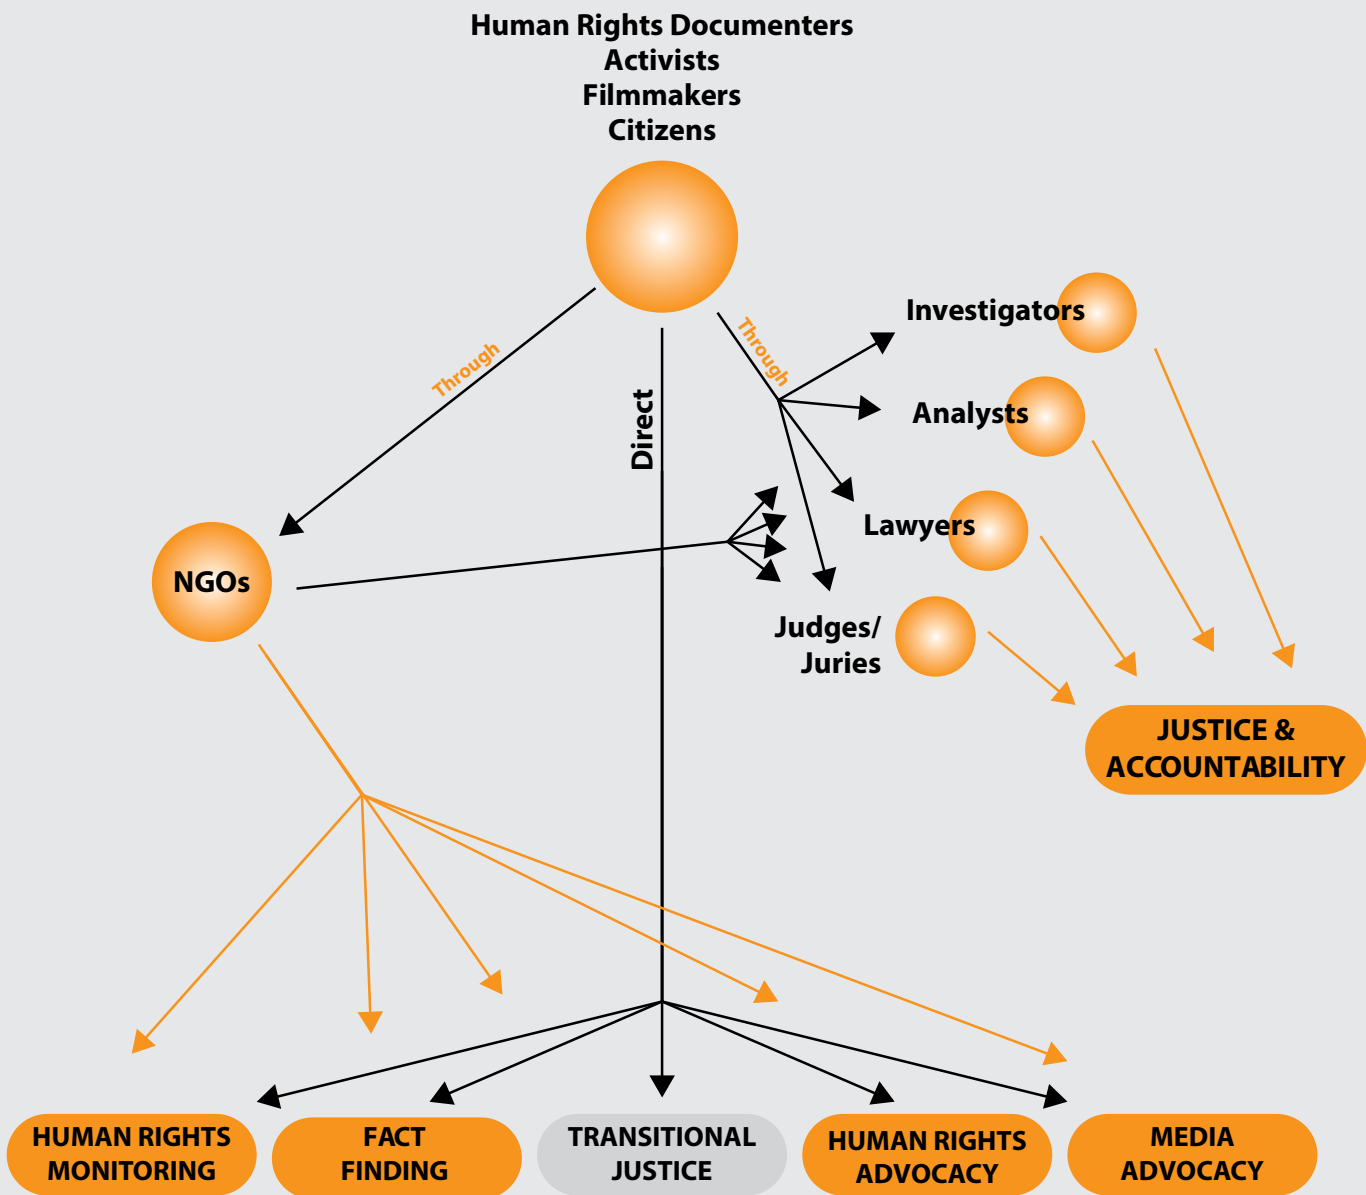 Human Rights Documenters
Activists
Filmmakers
Citizens
Through
Through
Direct
Investigators
Analysts
Lawyers
Judges/
Juries
NGOs
JUSTICE &
ACCOUNTABILITY
HUMAN RIGHTS
MONITORING
FACT
FINDING
TRANSITIONAL
JUSTICE
HUMAN RIGHTS
ADVOCACY
MEDIA
ADVOCACY